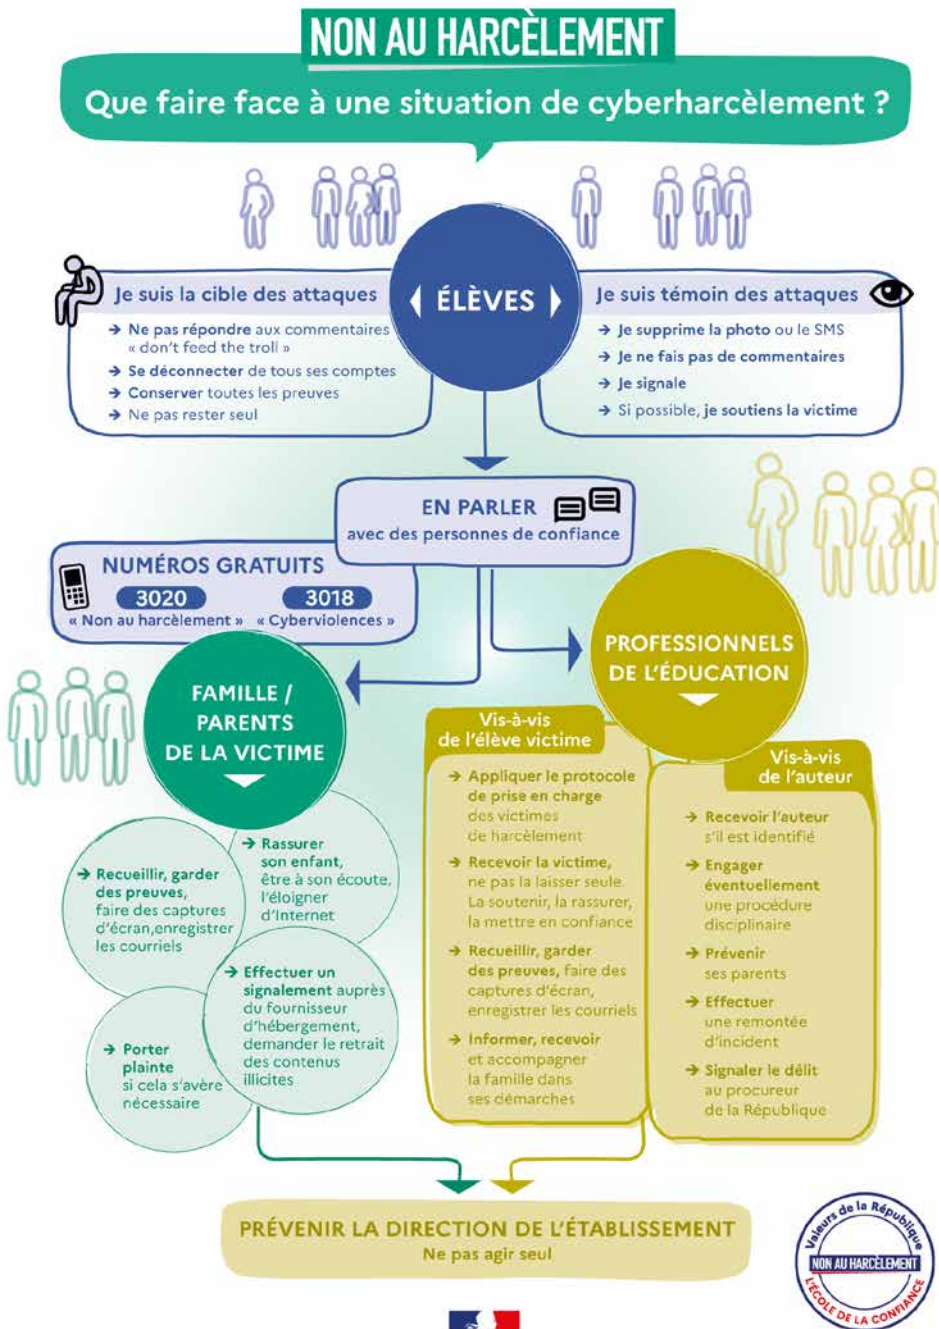 NON AU HARCÈLEMENT
Que faire face à une situation de cyberharcèlement ?
ÉLÈVES
Je suis la cible des attaques
→ Ne pas répondre aux commentaires
« don't feed the troll »
→ Se déconnecter de tous ses comptes
→ Conserver toutes les preuves
→ Ne pas rester seul
Je suis témoin des attaques
→ Je supprime la photo ou le SMS
→ Je ne fais pas de commentaires
→ Je signale
→ Si possible, je soutiens la victime
EN PARLER
avec des personnes de confiance
NUMÉROS GRATUITS
3020
« Non au harcèlement »
3018
« Cyberviolences »
FAMILLE /
PARENTS
DE LA VICTIME
→ Recueillir, garder
des preuves,
faire des captures
d'écran,enregistrer
les courriels
→ Rassurer
son enfant,
être à son écoute,
l'éloigner
d'Internet
→ Effectuer un
signalement auprès
du fournisseur
d'hébergement,
demander le retrait
des contenus
illicites
→ Porter
plainte
si cela s'avère
nécessaire
PROFESSIONNELS
DE L'ÉDUCATION
Vis-à-vis
de l'élève victime
→ Appliquer le protocole
de prise en charge
des victimes
de harcèlement
→ Recevoir la victime,
ne pas la laisser seule.
La soutenir, la rassurer,
la mettre en confiance
→ Recueillir, garder
des preuves, faire des
captures d'écran,
enregistrer les courriels
→ Informer, recevoir
et accompagner
la famille dans
ses démarches
Vis-à-vis
de l'auteur
→ Recevoir l'auteur
s'il est identifié
→ Engager
éventuellement
une procédure
disciplinaire
→ Prévenir
ses parents
→ Effectuer
une remontée
d'incident
→ Signaler le délit
au procureur
de la République
PRÉVENIR LA DIRECTION DE L'ÉTABLISSEMENT
Ne pas agir seul
Valeurs de la République
NON AU HARCÈLEMENT
L'ÉCOLE DE LA CONFIANCE